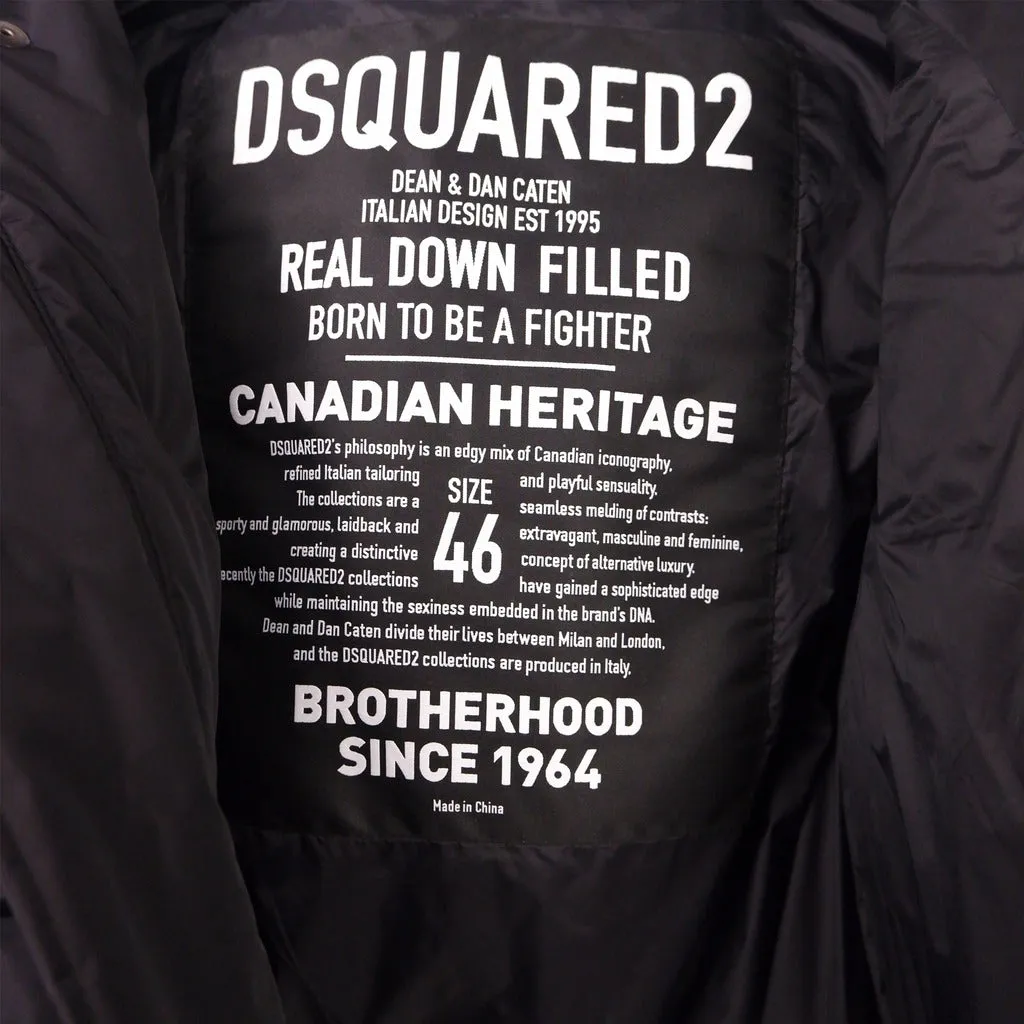 DSQUARED2
DEAN & DAN CATEN
ITALIAN DESIGN EST 1995
REAL DOWN FILLED
BORN TO BE A FIGHTER
CANADIAN HERITAGE
DSQUARED2's philosophy is an edgy mix of Canadian iconography,
refined Italian tailoring and playful sensuality.
The collections are a seamless melding of contrasts:
sporty and glamorous, laidback and extravagant, masculine and feminine,
creating a distinctive concept of alternative luxury.
ecently the DSQUARED2 collections have gained a sophisticated edge
SIZE
46
while maintaining the sexiness embedded in the brand's DNA.
Dean and Dan Caten divide their lives between Milan and London,
and the DSQUARED2 collections are produced in Italy.
BROTHERHOOD
SINCE 1964
Made in China